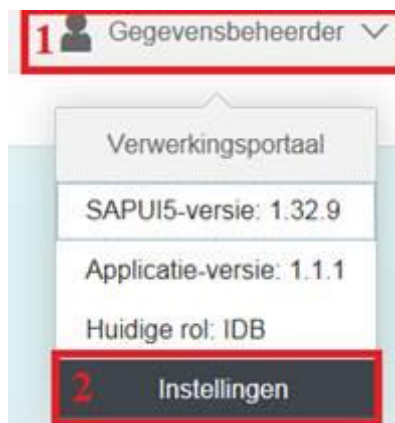 1 Gegevensbeheerder
Verwerkingsportaal
SAPUI5-versie: 1.32.9
Applicatie-versie: 1.1.1
Huidige rol: IDB
2 Instellingen